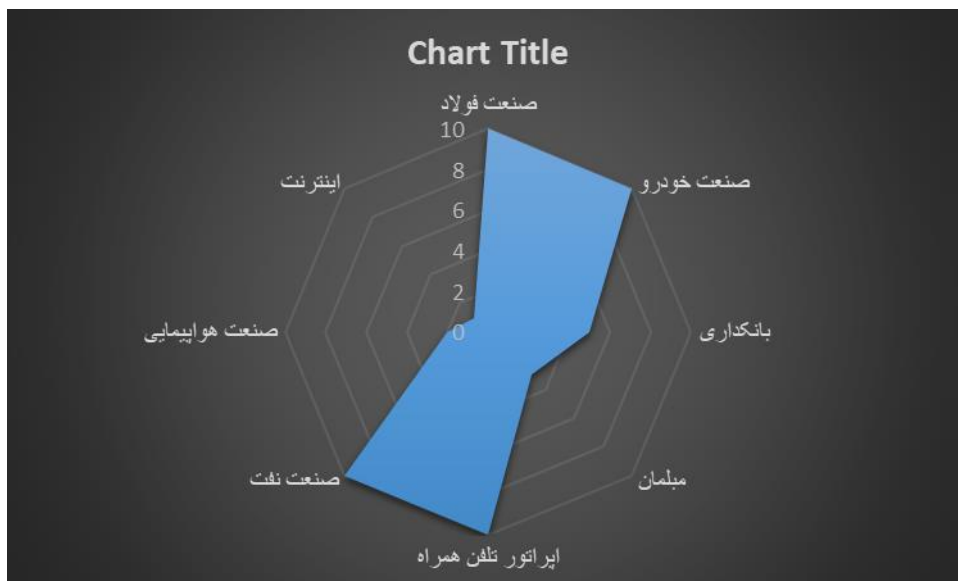 Chart Title
صنعت فولاد
صنعت خودرو
بانکداری
مبلمان
اپراتور تلفن همراه
صنعت نفت
صنعت هواپیمایی
اینترنت
10
8
6
4
2
0